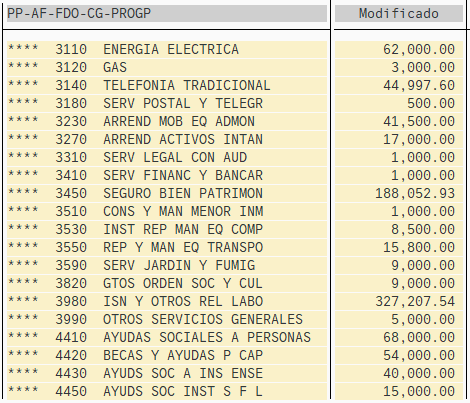 PP-AF-FDO-CG-PROGP Modificado
**** 3110 ENERGIA ELECTRICA 62,000.00
**** 3120 GAS 3,000.00
**** 3140 TELEFONIA TRADICIONAL 44,997.60
**** 3180 SERV POSTAL Y TELEGR 500.00
**** 3230 ARREND MOB EQ ADMON 41,500.00
**** 3270 ARREND ACTIVOS INTAN 17,000.00
**** 3310 SERV LEGAL CON AUD 1,000.00
**** 3410 SERV FINANC Y BANCAR 1,000.00
**** 3450 SEGURO BIEN PATRIMON 188,052.93
**** 3510 CONS Y MAN MENOR INM 1,000.00
**** 3530 INST REP MAN EQ COMP 8,500.00
**** 3550 REP Y MAN EQ TRANSPO 15,800.00
**** 3590 SERV JARDIN Y FUMIG 9,000.00
**** 3820 GTOS ORDEN SOC Y CUL 9,000.00
**** 3980 ISN Y OTROS REL LABO 327,207.54
**** 3990 OTROS SERVICIOS GENERALES 5,000.00
**** 4410 AYUDAS SOCIALES A PERSONAS 68,000.00
**** 4420 BECAS Y AYUDAS P CAP 54,000.00
**** 4430 AYUDS SOC A INS ENSE 40,000.00
**** 4450 AYUDS SOC INST S F L 15,000.00